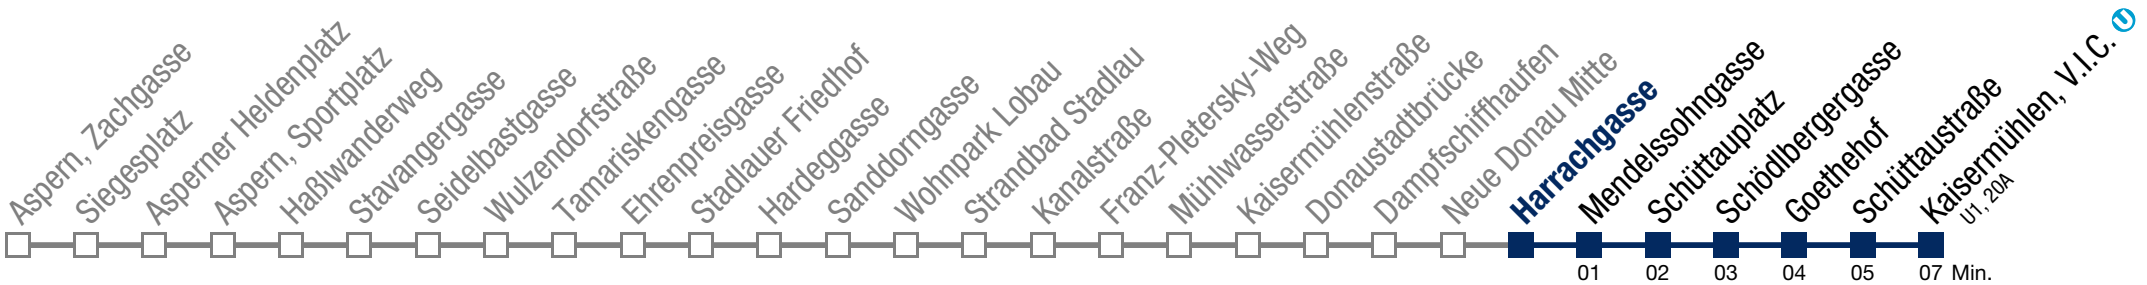 Aspern, Zachgasse
Siegesplatz
Asperner Heldenplatz
Aspern, Sportplatz
Haßlwanderweg
Stavangergasse
Seidelbastgasse
Wulzendorfstraße
Tamariskengasse
Ehrenpreisgasse
Stadlauer Friedhof
Hardeggasse
Sanddorngasse
Wohnpark Lobau
Strandbad Stadlau
Kanalstraße
Franz-Pletersky-Weg
Mühlwasserstraße
Kaisermühlenstraße
Donaustadtbrücke
Dampfschiffhaufen
Neue Donau Mitte
Harrachgasse
Mendelssohngasse
Schüttauplatz
Schödlbergergasse
Goethehof
Schüttaustraße
Kaisermühlen, V.I.C. U
U1, 20A
01 02 03 04 05 07 Min.